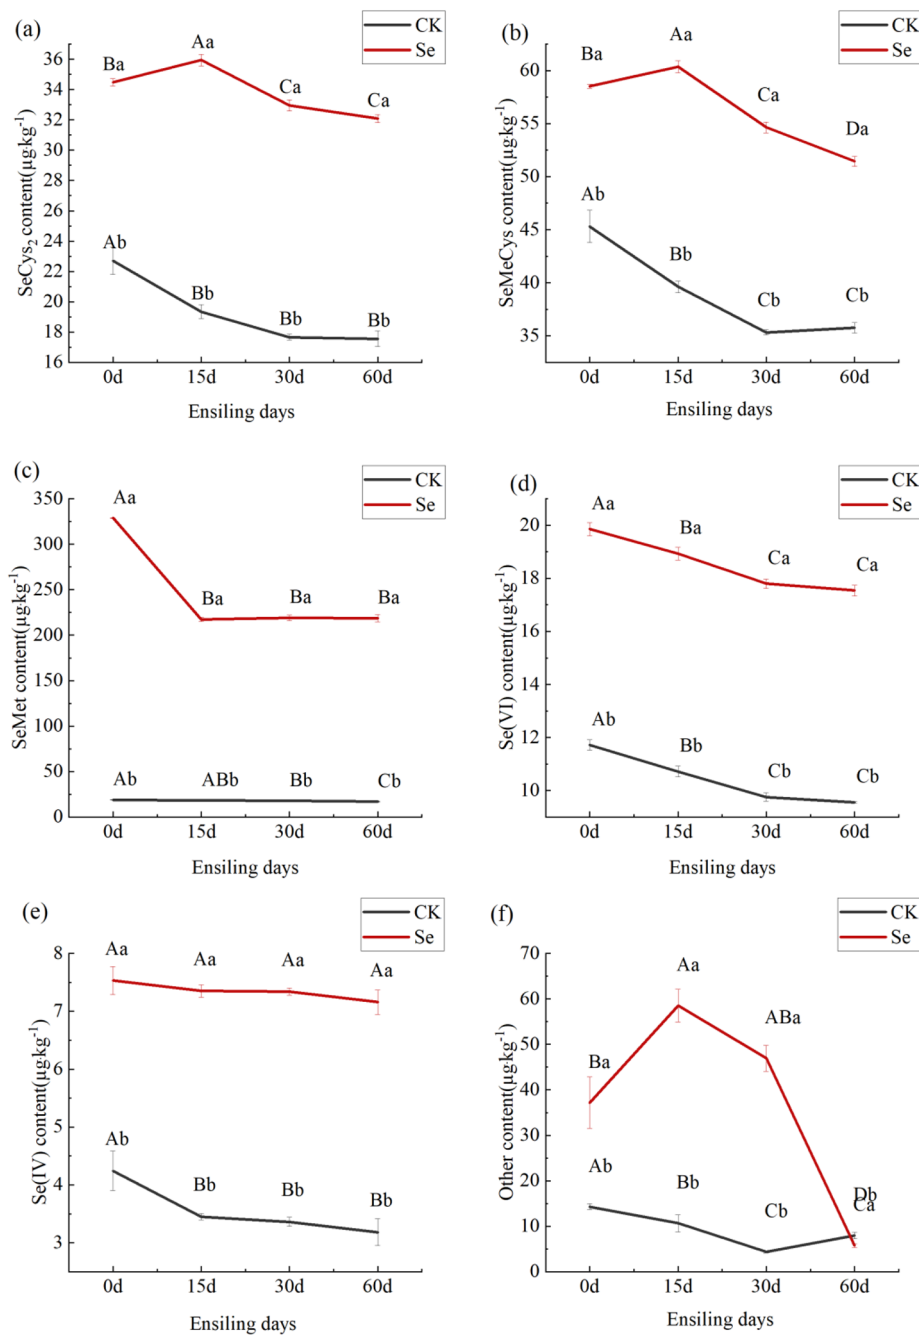 (a)
CK
Se
SeCys₂ content(μg·kg⁻¹)
36
34
32
30
28
26
24
22
20
18
16
Ba
Aa
Ca
Ca
Ab
Bb
Bb
Bb
0d 15d 30d 60d
Ensiling days
(b)
CK
Se
SeMeCys content(μg·kg⁻¹)
60
55
50
45
40
35
Ba
Aa
Ca
Da
Ab
Bb
Cb
Cb
0d 15d 30d 60d
Ensiling days
(c)
CK
Se
SeMet content(μg·kg⁻¹)
350
300
250
200
150
100
50
0
Aa
Ba
Ba
Ba
Ab
ABb
Bb
Cb
0d 15d 30d 60d
Ensiling days
(d)
CK
Se
Se(VI) content(μg·kg⁻¹)
20
18
16
14
12
10
Aa
Ba
Ca
Ca
Ab
Bb
Cb
Cb
0d 15d 30d 60d
Ensiling days
(e)
CK
Se
Se(IV) content(μg·kg⁻¹)
8
7
6
5
4
3
Aa
Aa
Aa
Aa
Ab
Bb
Bb
Bb
0d 15d 30d 60d
Ensiling days
(f)
CK
Se
Other content(μg·kg⁻¹)
70
60
50
40
30
20
10
0
Ba
Aa
ABa
Ab
Bb
Cb
Db
Ca
0d 15d 30d 60d
Ensiling days